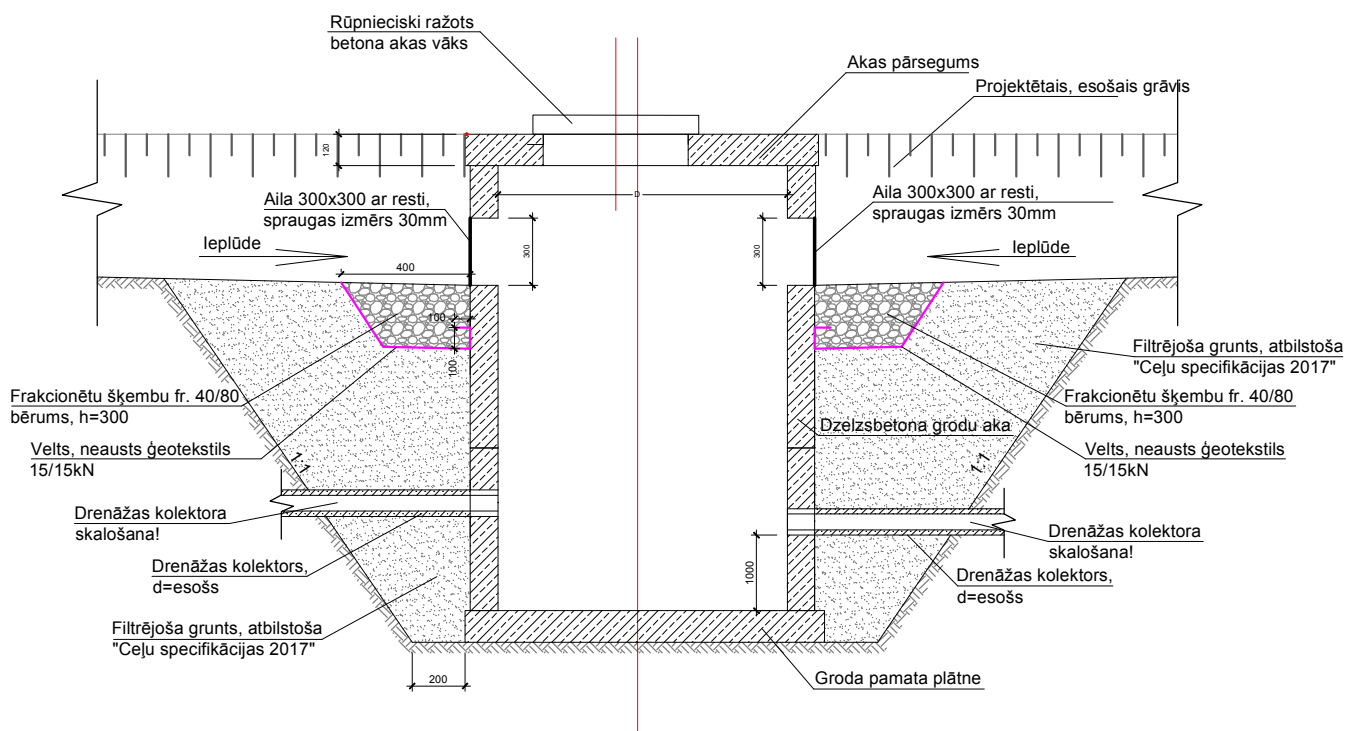 Rūpnieciski ražots
betona akas vāks
Akas pārsegums
Projektētais, esošais grāvis
120
Aila 300x300 ar resti,
spraugas izmērs 30mm
D
Aila 300x300 ar resti,
spraugas izmērs 30mm
Ieplūde
300
300
Ieplūde
400
100
100
Filtrējoša grunts, atbilstoša
"Ceļu specifikācijas 2017"
Frakcionētu šķembu fr. 40/80
bērums, h=300
Frakcionētu šķembu fr. 40/80
bērums, h=300
Dzelzsbetona grodu aka
Velts, neausts ģeotekstils
15/15kN
Velts, neausts ģeotekstils
15/15kN
1:1
1:1
Drenāžas kolektora
skalošana!
Drenāžas kolektora
skalošana!
Drenāžas kolektors,
d=esošs
1000
Drenāžas kolektors,
d=esošs
Filtrējoša grunts, atbilstoša
"Ceļu specifikācijas 2017"
200
Groda pamata plātne